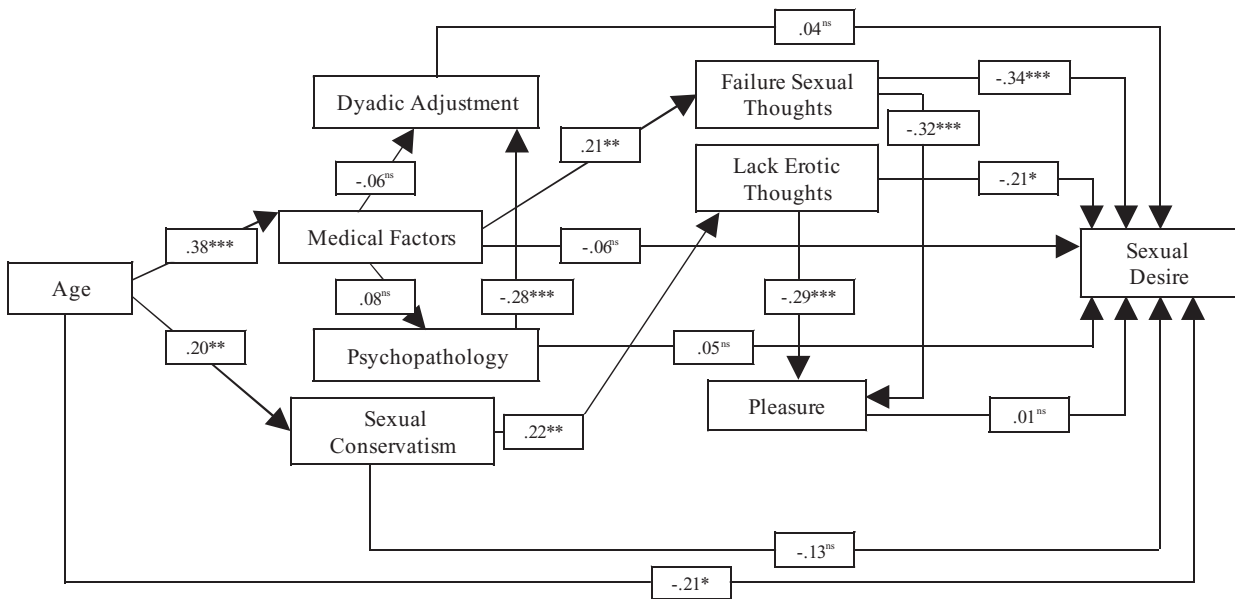 .04ns
Dyadic Adjustment
Failure Sexual
Thoughts
-.34***
-.32***
.21**
Lack Erotic
Thoughts
-.21*
-.06ns
Medical Factors
.38***
-.06ns
Sexual
Desire
Age
.08ns
-.28***
-.29***
.20**
Psychopathology
.05ns
Pleasure
.01ns
Sexual
Conservatism
.22**
-.13ns
-.21*